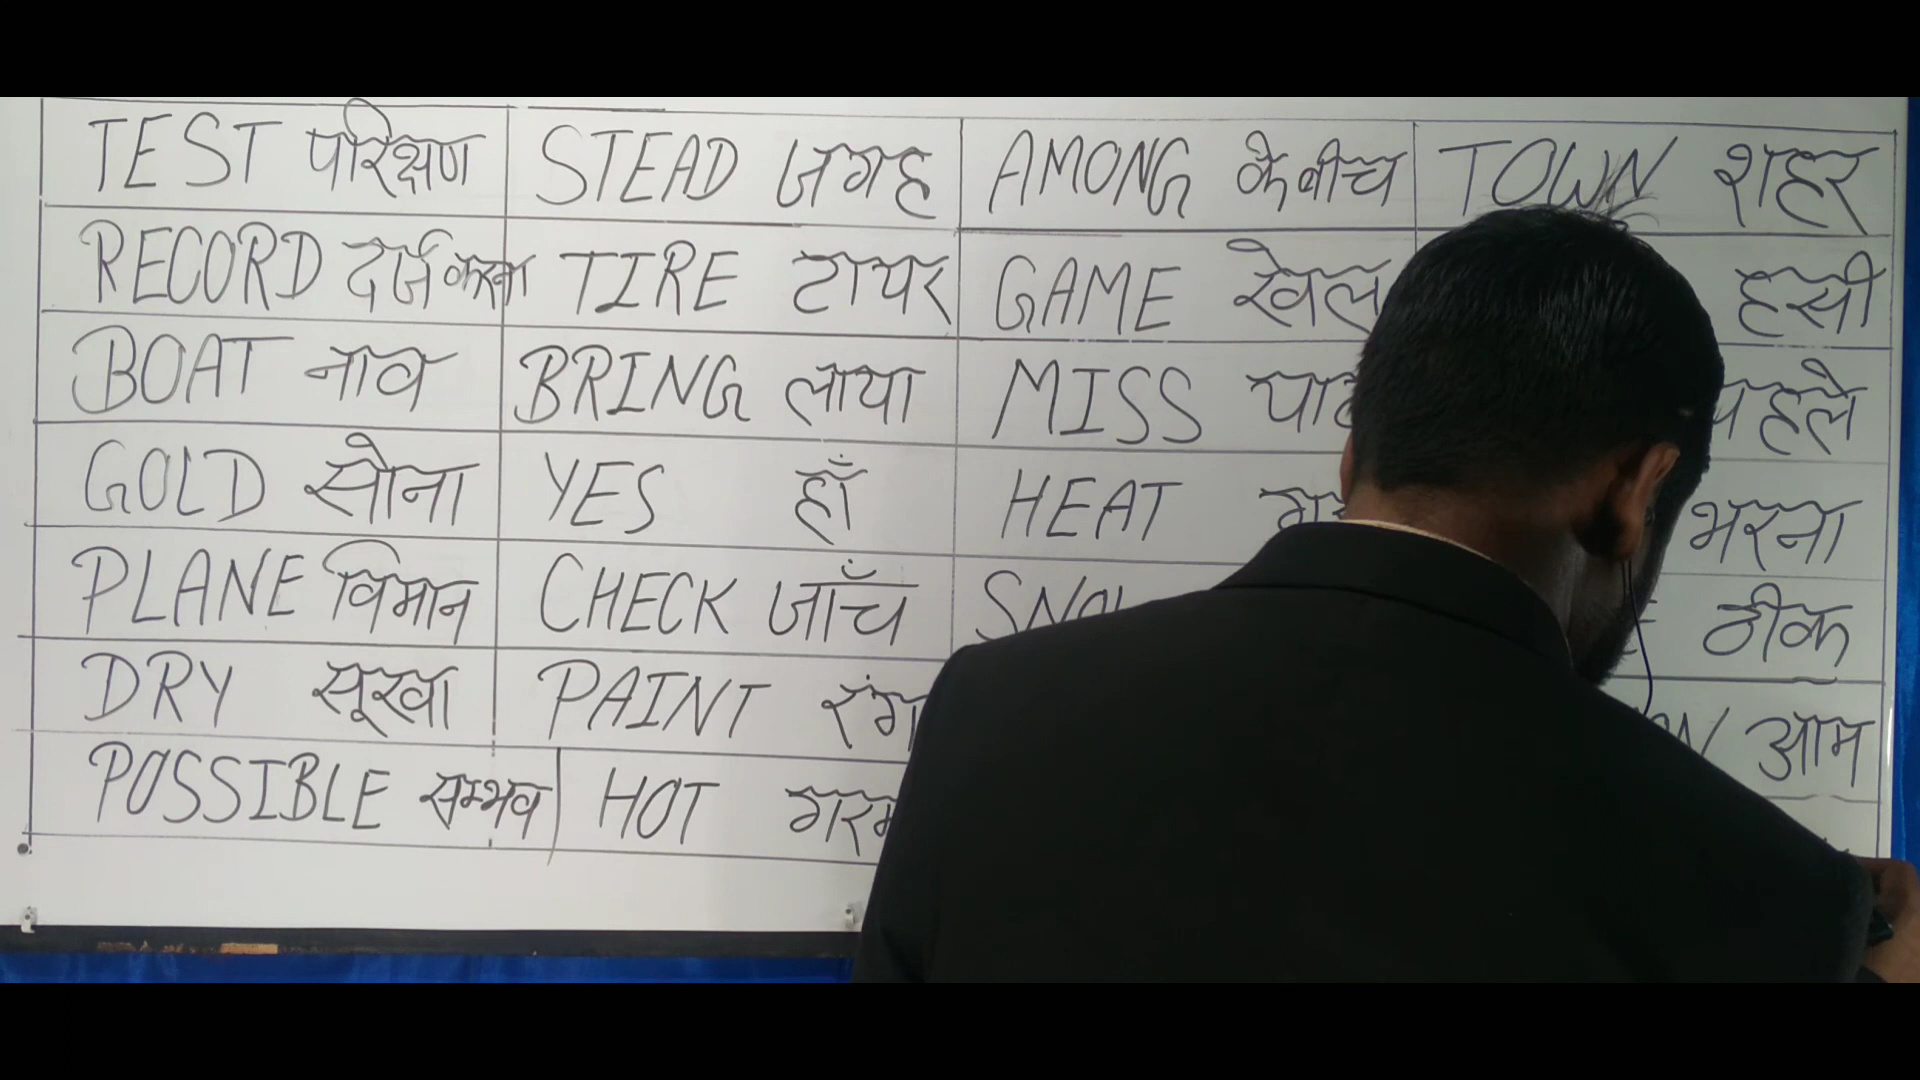 TEST परिक्षण STEAD जगह AMONG के बीच TOWN शहर
RECORD दर्ज करना TIRE टायर GAME खेल हसी
BOAT नाव BRING लाया MISS पहले
GOLD सोना YES हाँ HEAT भरना
PLANE विमान CHECK जाँच ठीक
DRY सूखा PAINT रंग आम
POSSIBLE सम्भव HOT गरम